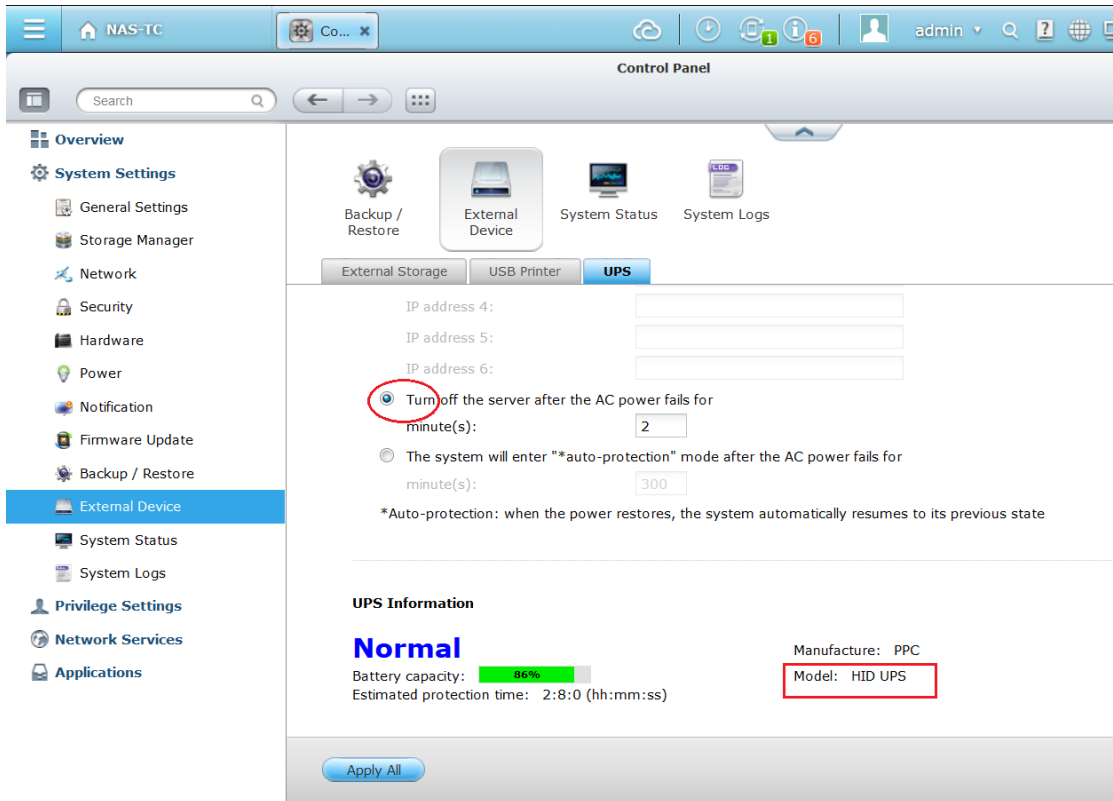 NAS-TC
Co...
1
6
admin
?
Control Panel
Search
Overview
System Settings
General Settings
Storage Manager
Network
Security
Hardware
Power
Notification
Firmware Update
Backup / Restore
External Device
System Status
System Logs
Privilege Settings
Network Services
Applications
Backup /
Restore
External
Device
System Status
LOG
System Logs
External Storage
USB Printer
UPS
IP address 4:
IP address 5:
IP address 6:
Turn off the server after the AC power fails for
minute(s): 2
The system will enter "*auto-protection" mode after the AC power fails for
minute(s): 300
*Auto-protection: when the power restores, the system automatically resumes to its previous state
UPS Information
Normal
Battery capacity: 86%
Estimated protection time: 2:8:0 (hh:mm:ss)
Manufacture: PPC
Model: HID UPS
Apply All